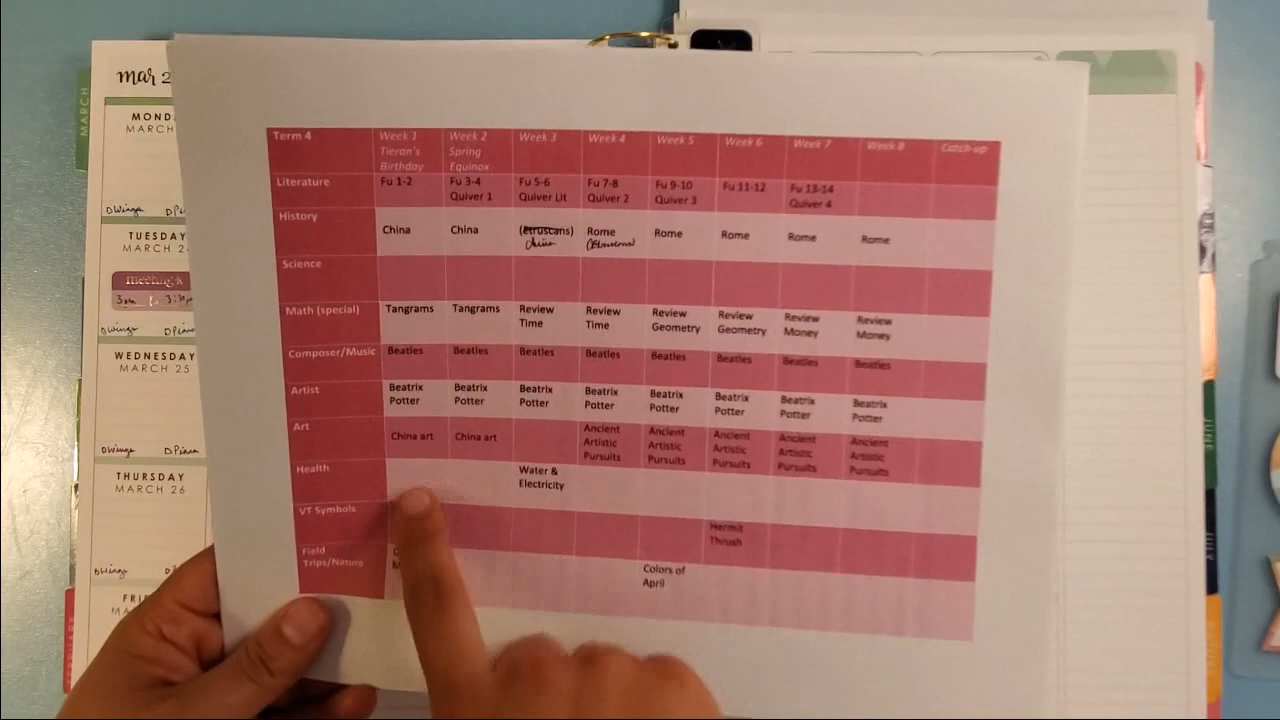 mar 2
MARCH
MOND
MARCH
TUESDAY
MARCH 2
meeting
WEDNESDAY
MARCH 25
THURSDAY
MARCH 26
FRI
MA
FEBRUARY
JUNE
Term 4 Week 1 Tieran's Birthday Week 2 Spring Equinox Week 3 Week 4 Week 5 Week 6 Week 7 Week 8 Catch-up
Literature Fu 1-2 Fu 3-4 Quiver 1 Fu 5-6 Quiver Lit Fu 7-8 Quiver 2 Fu 9-10 Quiver 3 Fu 11-12 Fu 13-14 Quiver 4
History China China (Etruscans) China Rome (Etruscans) Rome Rome Rome Rome
Science
Math (special) Tangrams Tangrams Review Time Review Time Review Geometry Review Geometry Review Money Review Money
Composer/Music Beatles Beatles Beatles Beatles Beatles Beatles Beatles Beatles
Artist Beatrix Potter Beatrix Potter Beatrix Potter Beatrix Potter Beatrix Potter Beatrix Potter Beatrix Potter Beatrix Potter
Art China art China art Ancient Artistic Pursuits Ancient Artistic Pursuits Ancient Artistic Pursuits Ancient Artistic Pursuits Ancient Artistic Pursuits
Health Water & Electricity
VT Symbols Hermit Thrush
Field Trips/Nature Colors of April